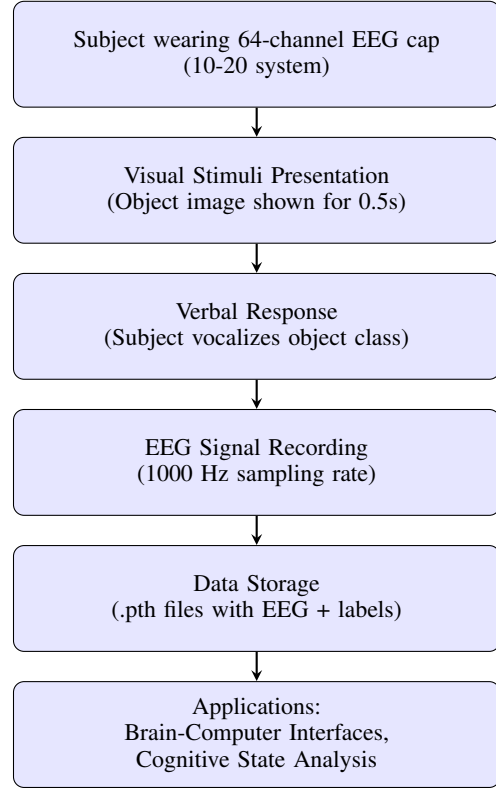 Subject wearing 64-channel EEG cap
(10-20 system)
Visual Stimuli Presentation
(Object image shown for 0.5s)
Verbal Response
(Subject vocalizes object class)
EEG Signal Recording
(1000 Hz sampling rate)
Data Storage
(.pth files with EEG + labels)
Applications:
Brain-Computer Interfaces,
Cognitive State Analysis